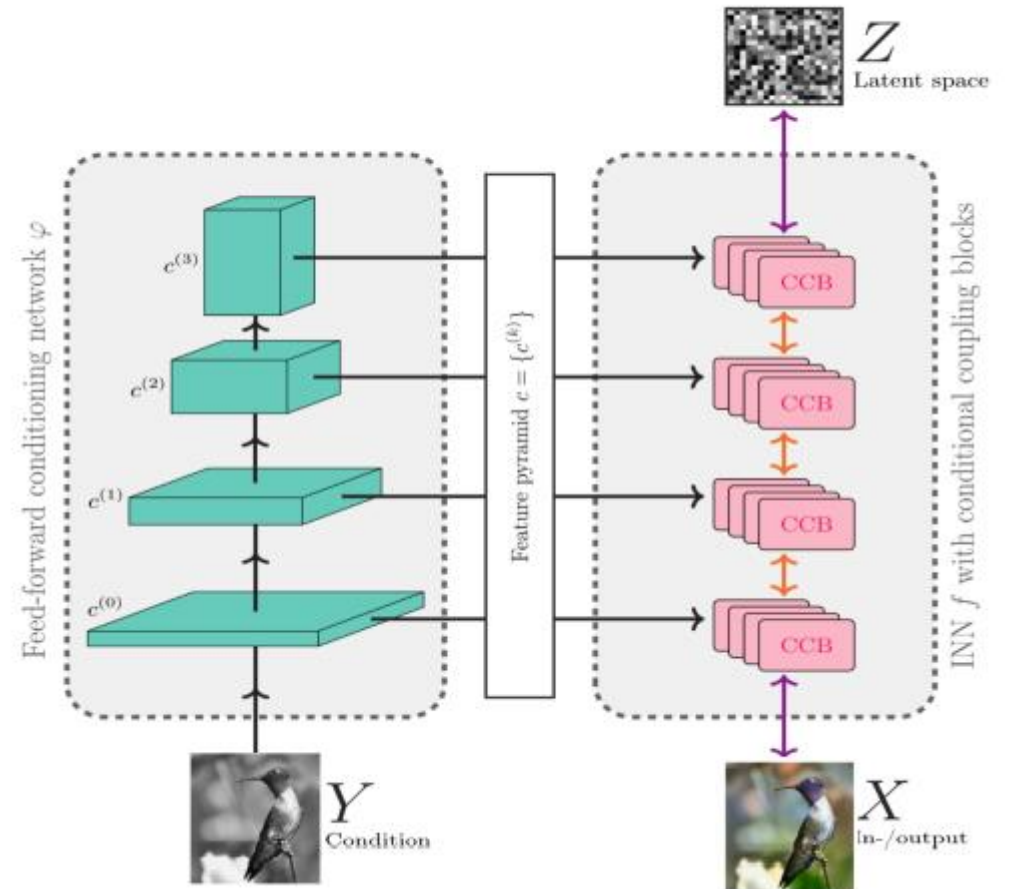 Z
Latent space
Feed-forward conditioning network φ
c^(3)
c^(2)
c^(1)
c^(0)
Feature pyramid c = {c^(k)}
CCB
CCB
CCB
CCB
INN f with conditional coupling blocks
Y
Condition
X
In-/output